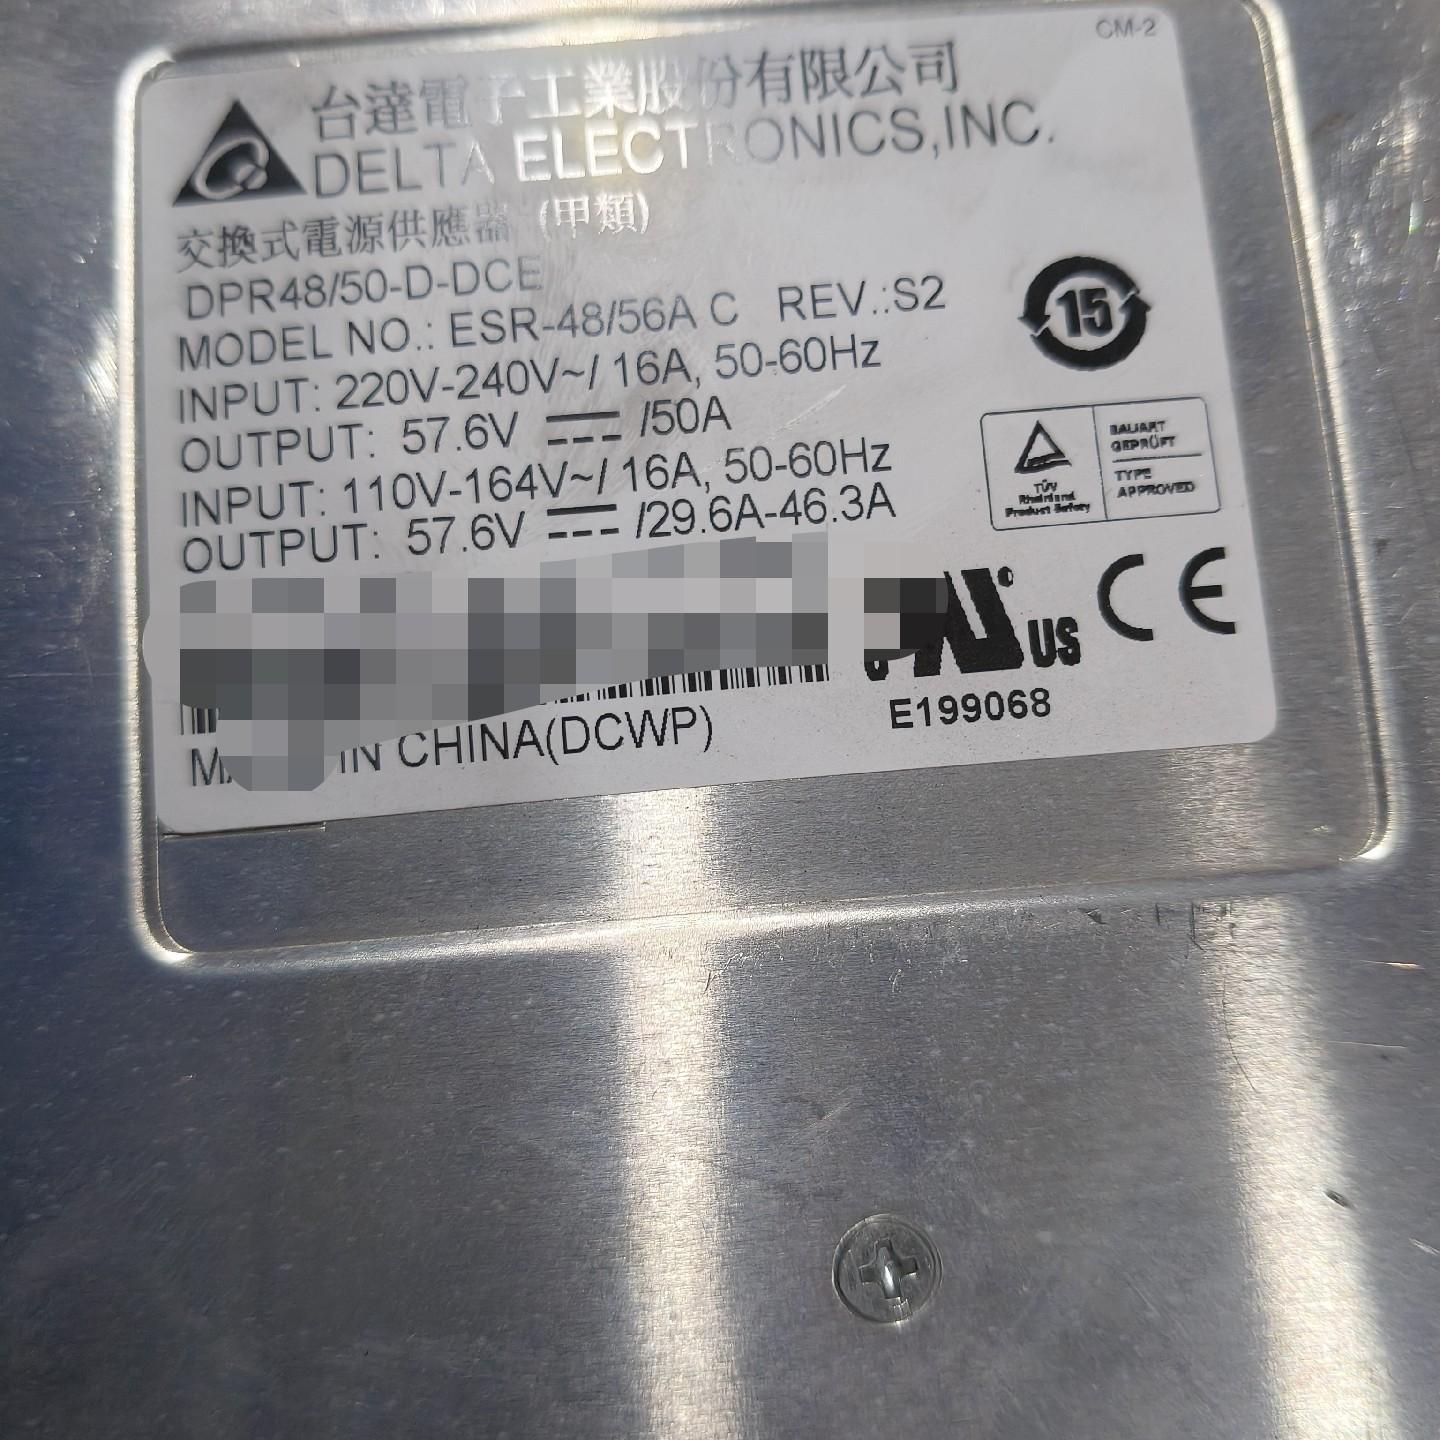 CM-2
台達電子工業股份有限公司
DELTA ELECTRONICS,INC.
交換式電源供應器 (甲類)
DPR48/50-D-DCE
MODEL NO.: ESR-48/56A C REV.:S2
INPUT: 220V-240V~/ 16A, 50-60Hz
OUTPUT: 57.6V /50A
INPUT: 110V-164V~/ 16A, 50-60Hz
OUTPUT: 57.6V /29.6A-46.3A
15
TÜV
Rheinland
Product Safety
BAUART
GEPRÜFT
TYPE
APPROVED
US CE
E199068
IN CHINA(DCWP)